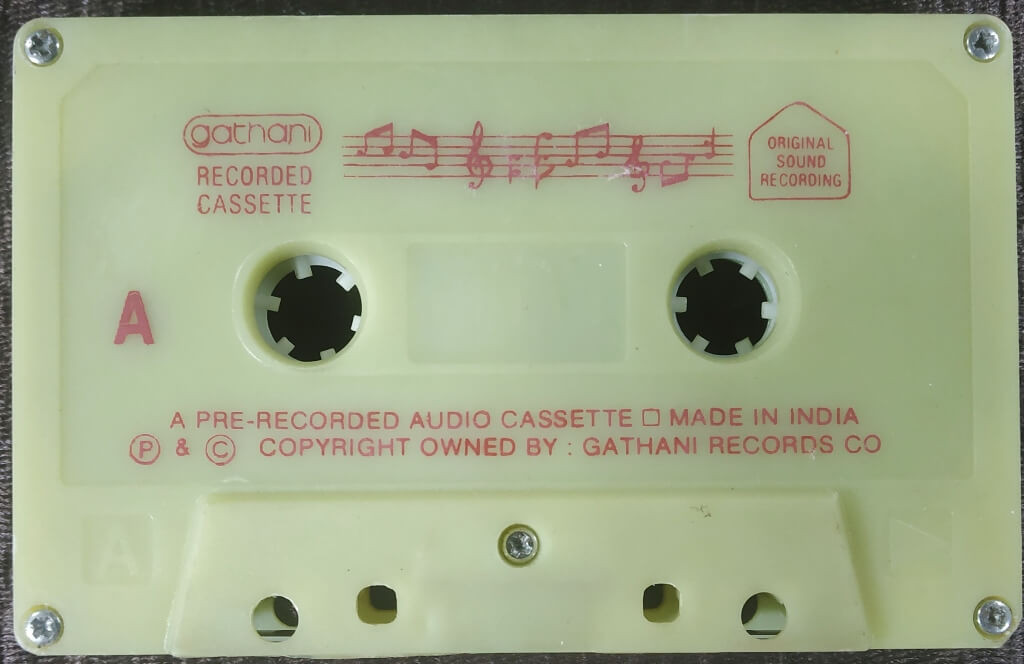 gathani
RECORDED
CASSETTE
ORIGINAL
SOUND
RECORDING
A
A PRE-RECORDED AUDIO CASSETTE □ MADE IN INDIA
Ⓟ & © COPYRIGHT OWNED BY : GATHANI RECORDS CO
A